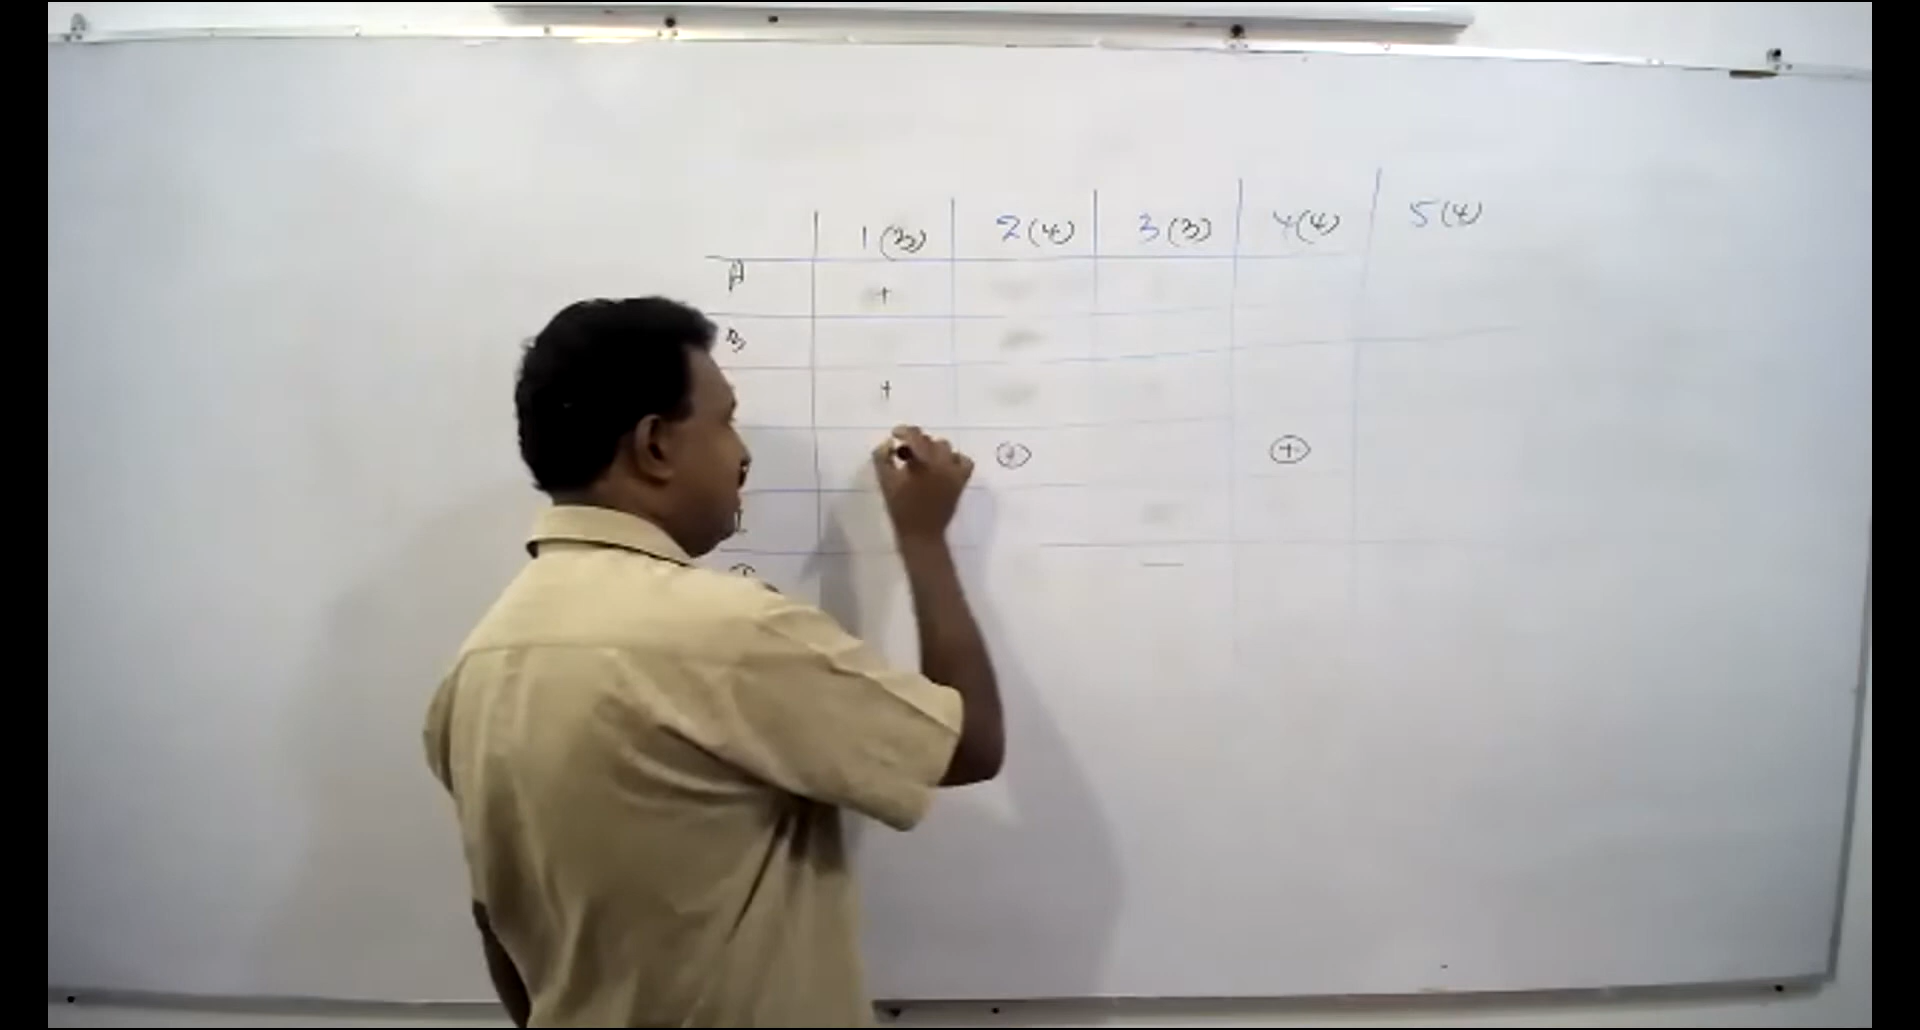 1 (3) 2 (4) 3 (3) 4 (4) 5 (4)
A
+
B
+
+ +
I
—